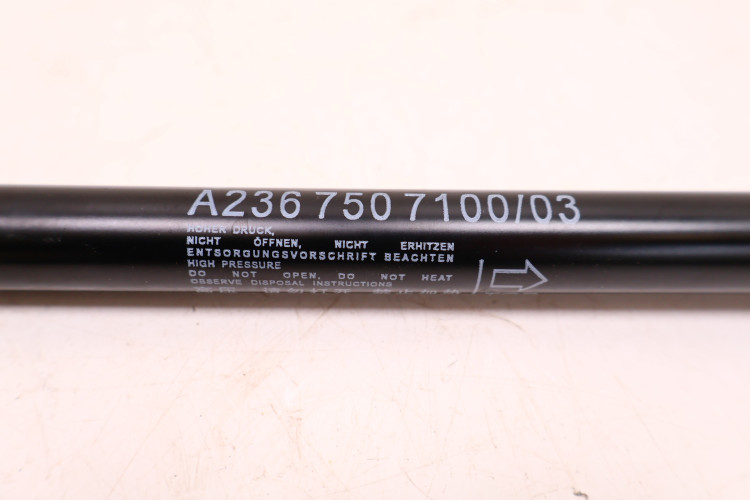 A236 750 7100/03
HOHER DRUCK,
NICHT ÖFFNEN, NICHT ERHITZEN
ENTSORGUNGSVORSCHRIFT BEACHTEN
HIGH PRESSURE
DO NOT OPEN, DO NOT HEAT
OBSERVE DISPOSAL INSTRUCTIONS